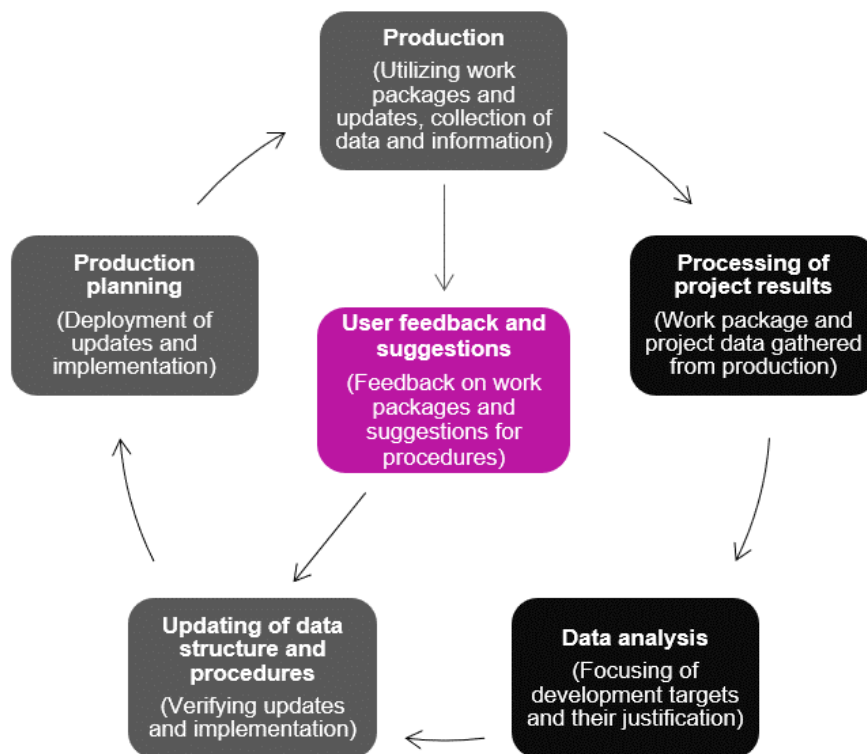 Production
(Utilizing work
packages and
updates, collection of
data and information)
Production
planning
(Deployment of
updates and
implementation)
Processing of
project results
(Work package and
project data gathered
from production)
User feedback and
suggestions
(Feedback on work
packages and
suggestions for
procedures)
Updating of data
structure and
procedures
(Verifying updates
and implementation)
Data analysis
(Focusing of
development targets
and their justification)